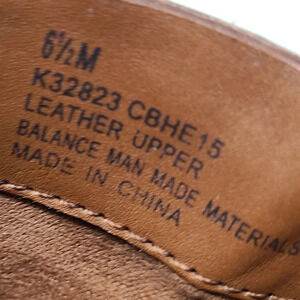 6½M
K32823 CBHE15
LEATHER UPPER
BALANCE MAN MADE MATERIALS
MADE IN CHINA